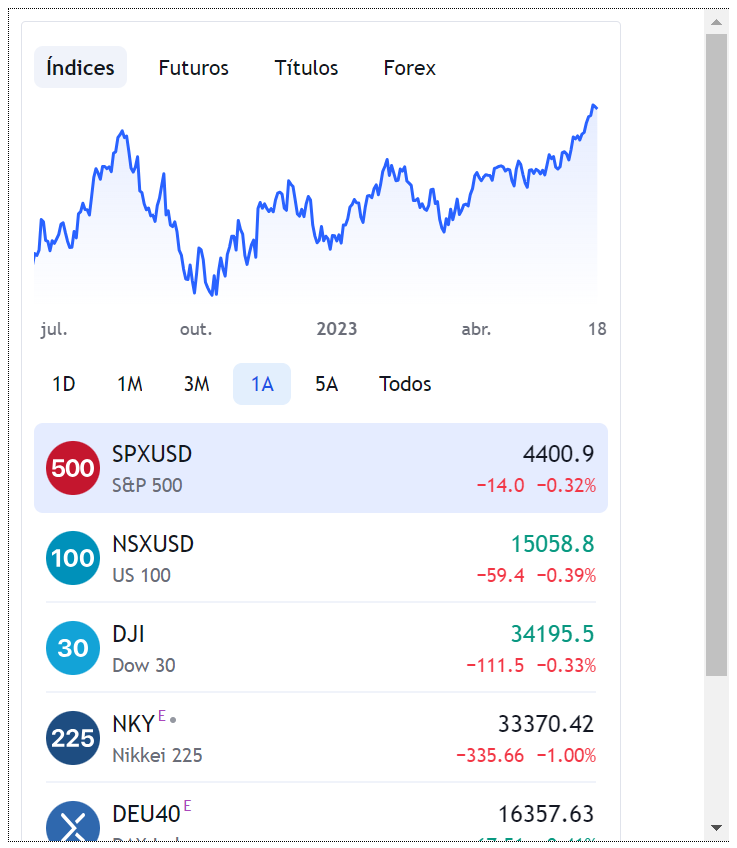 Índices Futuros Títulos Forex
jul. out. 2023 abr. 18
1D 1M 3M 1A 5A Todos
500 SPXUSD 4400.9
S&P 500 −14.0 −0.32%
100 NSXUSD 15058.8
US 100 −59.4 −0.39%
30 DJI 34195.5
Dow 30 −111.5 −0.33%
225 NKY E 33370.42
Nikkei 225 −335.66 −1.00%
DEU40 E 16357.63